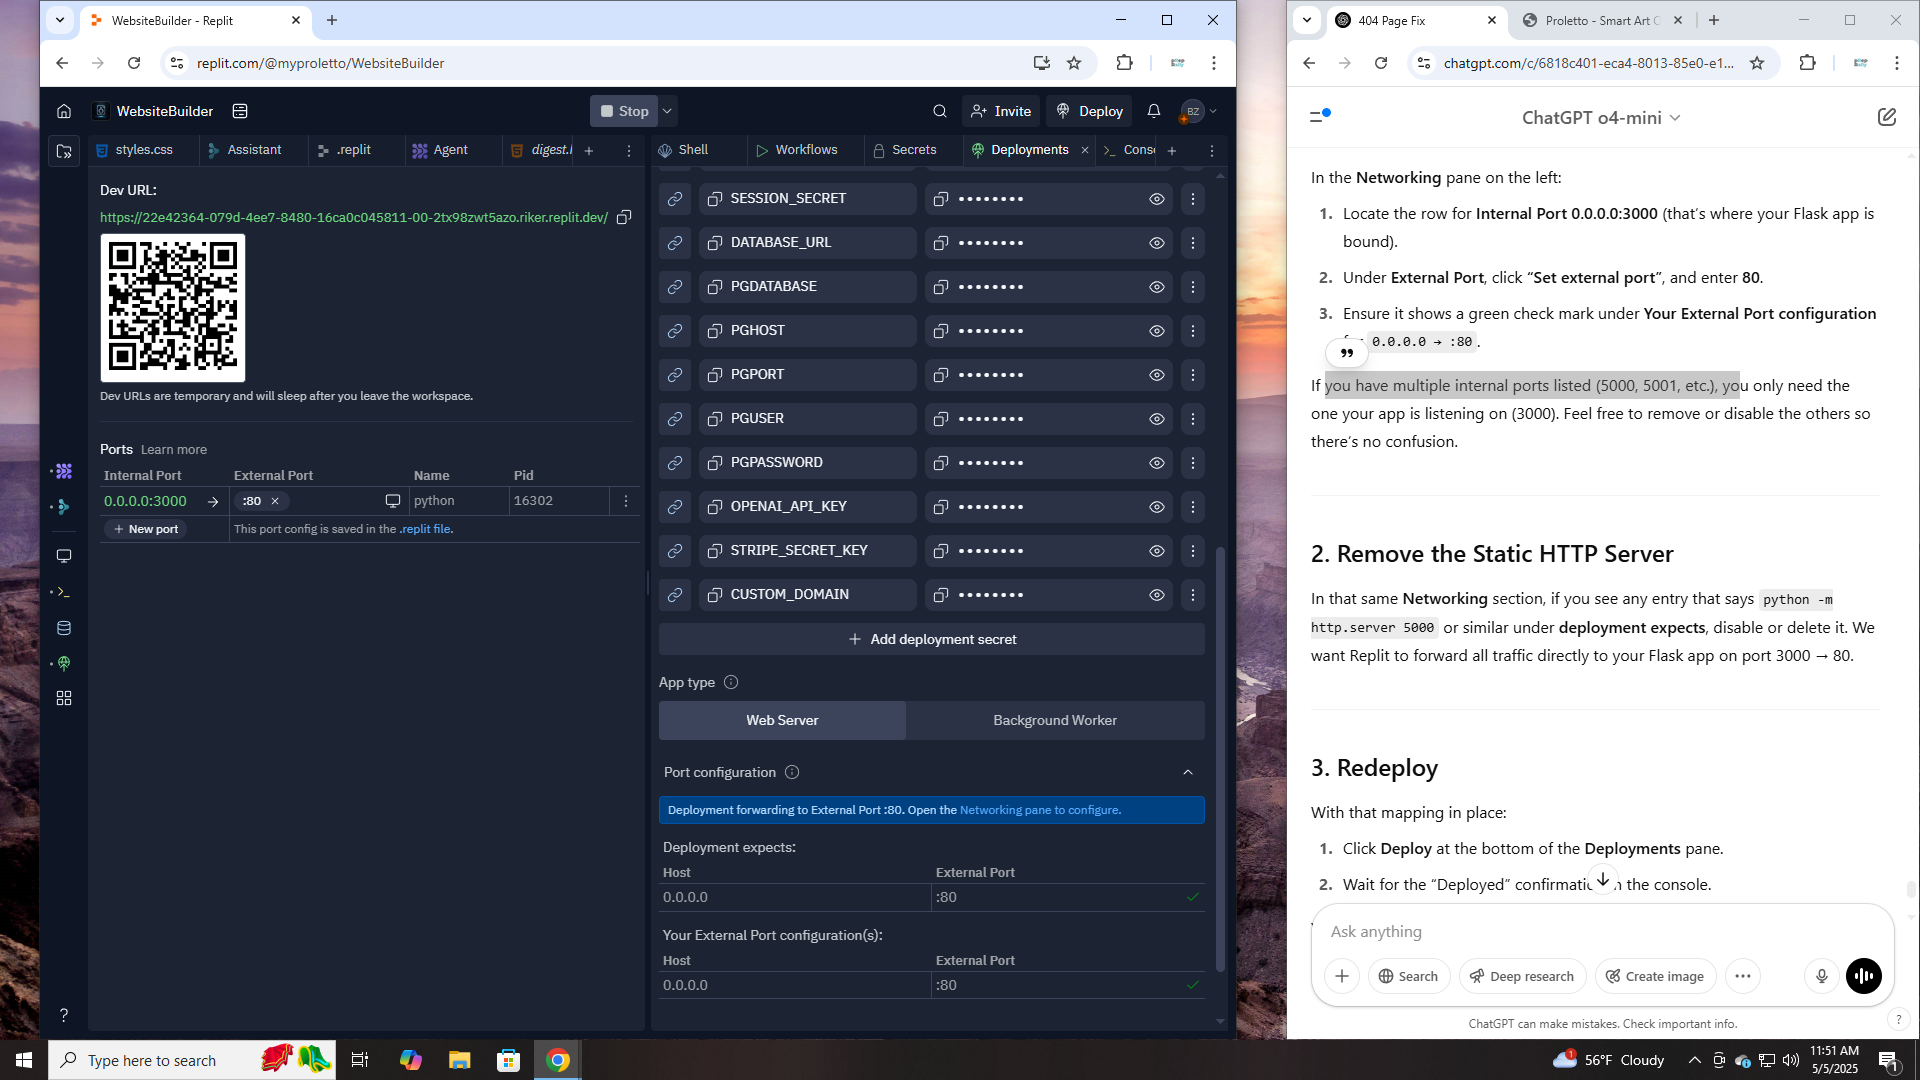 WebsiteBuilder - Replit
replit.com/@myproletto/WebsiteBuilder
WebsiteBuilder
Stop
Invite
Deploy
BZ
styles.css
Assistant
.replit
Agent
digest.
Dev URL:
https://22e42364-079d-4ee7-8480-16ca0c045811-00-2tx98zwt5azo.riker.replit.dev/
Dev URLs are temporary and will sleep after you leave the workspace.
Ports Learn more
Internal Port External Port Name Pid
0.0.0.0:3000 → :80 × python 16302
+ New port This port config is saved in the .replit file.
?
Shell
Workflows
Secrets
Deployments
Cons
SESSION_SECRET ••••••••
DATABASE_URL ••••••••
PGDATABASE ••••••••
PGHOST ••••••••
PGPORT ••••••••
PGUSER ••••••••
PGPASSWORD ••••••••
OPENAI_API_KEY ••••••••
STRIPE_SECRET_KEY ••••••••
CUSTOM_DOMAIN ••••••••
+ Add deployment secret
App type
Web Server Background Worker
Port configuration
Deployment forwarding to External Port :80. Open the Networking pane to configure.
Deployment expects:
Host External Port
0.0.0.0 :80
Your External Port configuration(s):
Host External Port
0.0.0.0 :80
404 Page Fix
Proletto - Smart Art
chatgpt.com/c/6818c401-eca4-8013-85e0-e1...
ChatGPT o4-mini
In the Networking pane on the left:
1. Locate the row for Internal Port 0.0.0.0:3000 (that's where your Flask app is
bound).
2. Under External Port, click “Set external port”, and enter 80.
3. Ensure it shows a green check mark under Your External Port configuration
0.0.0.0 → :80.
If you have multiple internal ports listed (5000, 5001, etc.), you only need the
one your app is listening on (3000). Feel free to remove or disable the others so
there's no confusion.
2. Remove the Static HTTP Server
In that same Networking section, if you see any entry that says python -m
http.server 5000 or similar under deployment expects, disable or delete it. We
want Replit to forward all traffic directly to your Flask app on port 3000 → 80.
3. Redeploy
With that mapping in place:
1. Click Deploy at the bottom of the Deployments pane.
2. Wait for the “Deployed” the console.
Ask anything
Search
Deep research
Create image
ChatGPT can make mistakes. Check important info.
?
Type here to search
1
56°F Cloudy
11:51 AM
5/5/2025
1